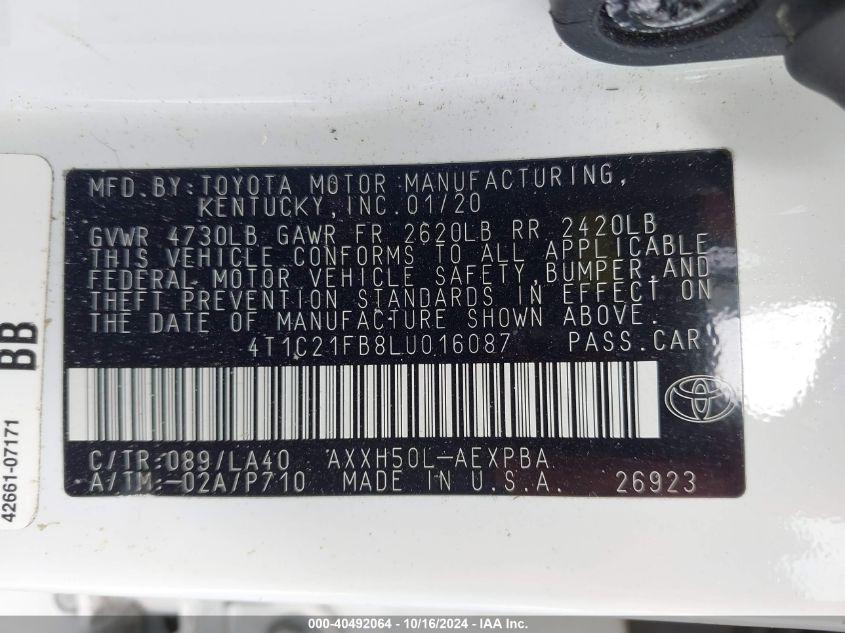 MFD.BY:TOYOTA MOTOR MANUFACTURING,
KENTUCKY,INC.01/20
GVWR 4730LB GAWR FR 2620LB RR 2420LB
THIS VEHICLE CONFORMS TO ALL APPLICABLE
FEDERAL MOTOR VEHICLE SAFETY,BUMPER,AND
THEFT PREVENTION STANDARDS IN EFFECT ON
THE DATE OF MANUFACTURE SHOWN ABOVE.
4T1C21FB8LU016087 PASS.CAR
C/TR:089/LA40 AXXH50L-AEXPBA
A/TM:-02A/P710 MADE IN U.S.A. 26923
BB
42661-07171
000-40492064 - 10/16/2024 - IAA Inc.